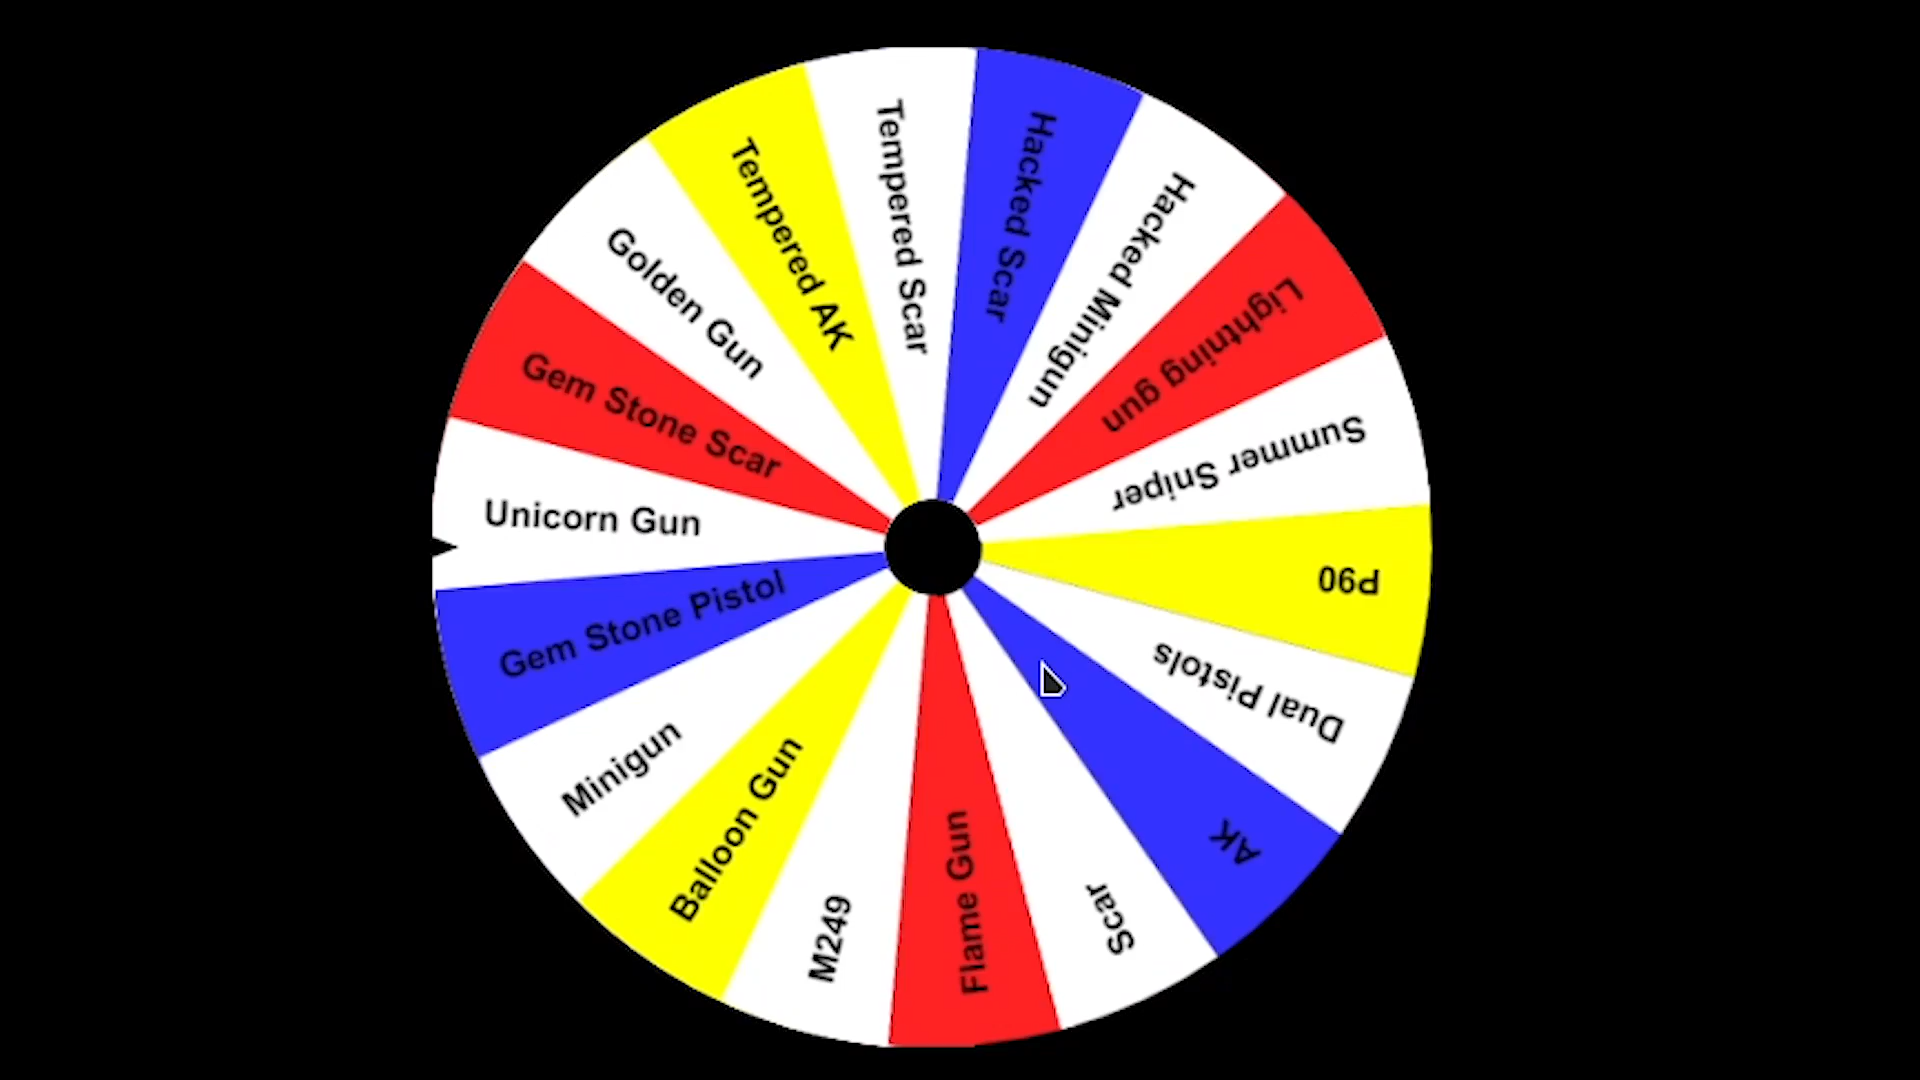 Tempered Scar
Hacked Scar
Hacked Minigun
Lightning gun
Summer Sniper
P90
Dual Pistols
AK
Scar
Flame Gun
M249
Balloon Gun
Minigun
Gem Stone Pistol
Unicorn Gun
Gem Stone Scar
Golden Gun
Tempered AK